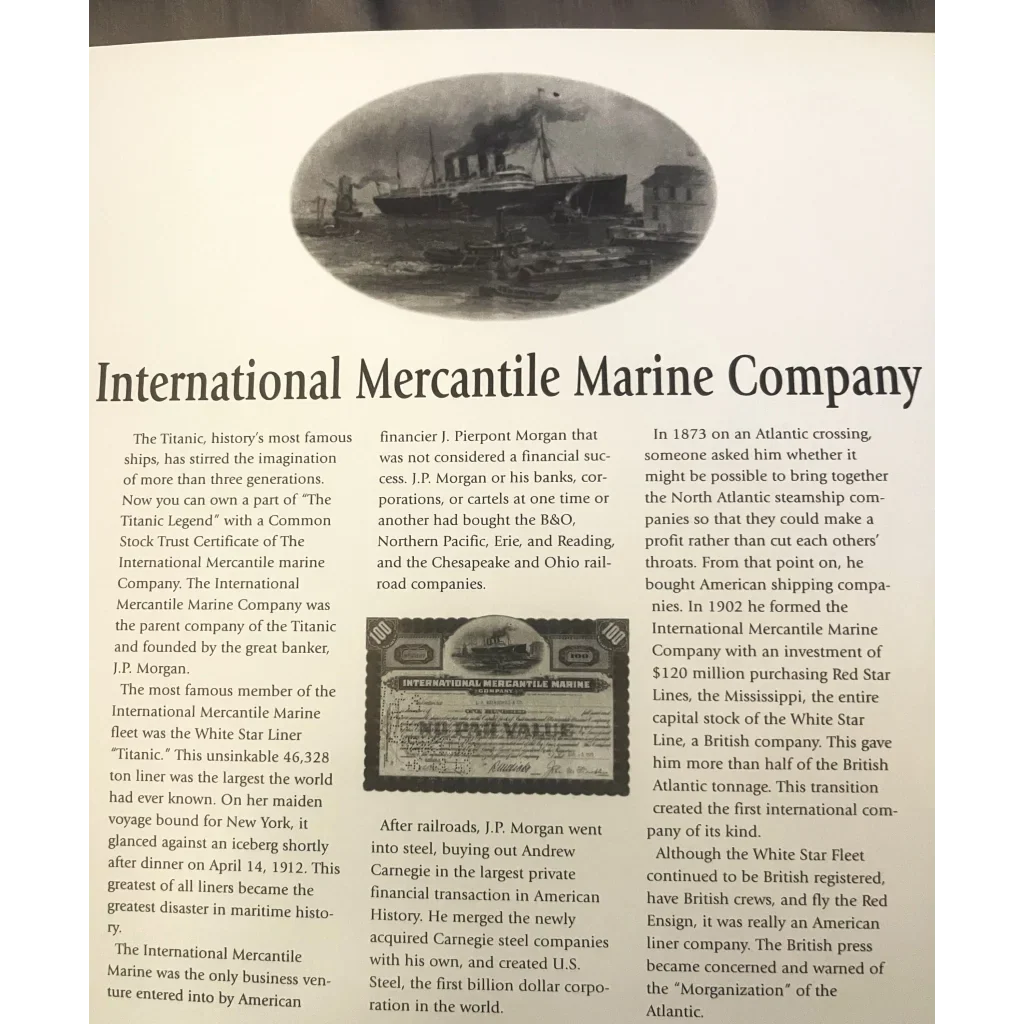 International Mercantile Marine Company
The Titanic, history's most famous
ships, has stirred the imagination
of more than three generations.
Now you can own a part of "The
Titanic Legend" with a Common
Stock Trust Certificate of The
International Mercantile marine
Company. The International
Mercantile Marine Company was
the parent company of the Titanic
and founded by the great banker,
J.P. Morgan.
The most famous member of the
International Mercantile Marine
fleet was the White Star Liner
"Titanic." This unsinkable 46,328
ton liner was the largest the world
had ever known. On her maiden
voyage bound for New York, it
glanced against an iceberg shortly
after dinner on April 14, 1912. This
greatest of all liners became the
greatest disaster in maritime histo-
ry.
The International Mercantile
Marine was the only business ven-
ture entered into by American
financier J. Pierpont Morgan that
was not considered a financial suc-
cess. J.P. Morgan or his banks, cor-
porations, or cartels at one time or
another had bought the B&O,
Northern Pacific, Erie, and Reading,
and the Chesapeake and Ohio rail-
road companies.
100
100
INTERNATIONAL MERCANTILE MARINE
COMPANY
NO PAR VALUE
After railroads, J.P. Morgan went
into steel, buying out Andrew
Carnegie in the largest private
financial transaction in American
History. He merged the newly
acquired Carnegie steel companies
with his own, and created U.S.
Steel, the first billion dollar corpo-
ration in the world.
In 1873 on an Atlantic crossing,
someone asked him whether it
might be possible to bring together
the North Atlantic steamship com-
panies so that they could make a
profit rather than cut each others'
throats. From that point on, he
bought American shipping compa-
nies. In 1902 he formed the
International Mercantile Marine
Company with an investment of
$120 million purchasing Red Star
Lines, the Mississippi, the entire
capital stock of the White Star
Line, a British company. This gave
him more than half of the British
Atlantic tonnage. This transition
created the first international com-
pany of its kind.
Although the White Star Fleet
continued to be British registered,
have British crews, and fly the Red
Ensign, it was really an American
liner company. The British press
became concerned and warned of
the "Morganization" of the
Atlantic.